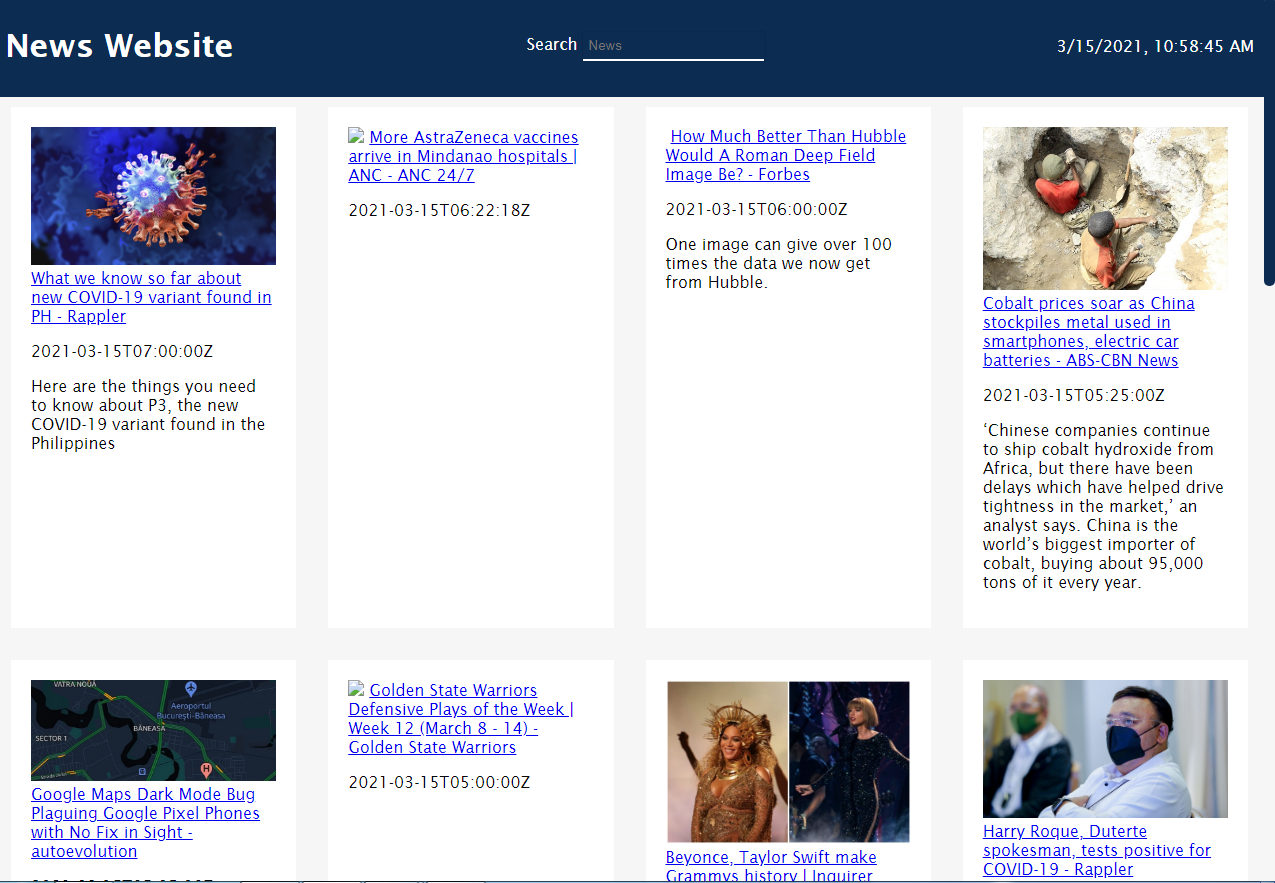 News Website
Search News
3/15/2021, 10:58:45 AM
What we know so far about
new COVID-19 variant found in
PH - Rappler
2021-03-15T07:00:00Z
Here are the things you need
to know about P3, the new
COVID-19 variant found in the
Philippines
More AstraZeneca vaccines
arrive in Mindanao hospitals |
ANC - ANC 24/7
2021-03-15T06:22:18Z
How Much Better Than Hubble
Would A Roman Deep Field
Image Be? - Forbes
2021-03-15T06:00:00Z
One image can give over 100
times the data we now get
from Hubble.
Cobalt prices soar as China
stockpiles metal used in
smartphones, electric car
batteries - ABS-CBN News
2021-03-15T05:25:00Z
‘Chinese companies continue
to ship cobalt hydroxide from
Africa, but there have been
delays which have helped drive
tightness in the market,’ an
analyst says. China is the
world’s biggest importer of
cobalt, buying about 95,000
tons of it every year.
VATRA NOUĂ
Aeroportul
București-Băneasa
BĂNEASA
SECTOR 1
H
Google Maps Dark Mode Bug
Plaguing Google Pixel Phones
with No Fix in Sight -
autoevolution
Golden State Warriors
Defensive Plays of the Week |
Week 12 (March 8 - 14) -
Golden State Warriors
2021-03-15T05:00:00Z
Beyonce, Taylor Swift make
Grammys history | Inquirer
Harry Roque, Duterte
spokesman, tests positive for
COVID-19 - Rappler